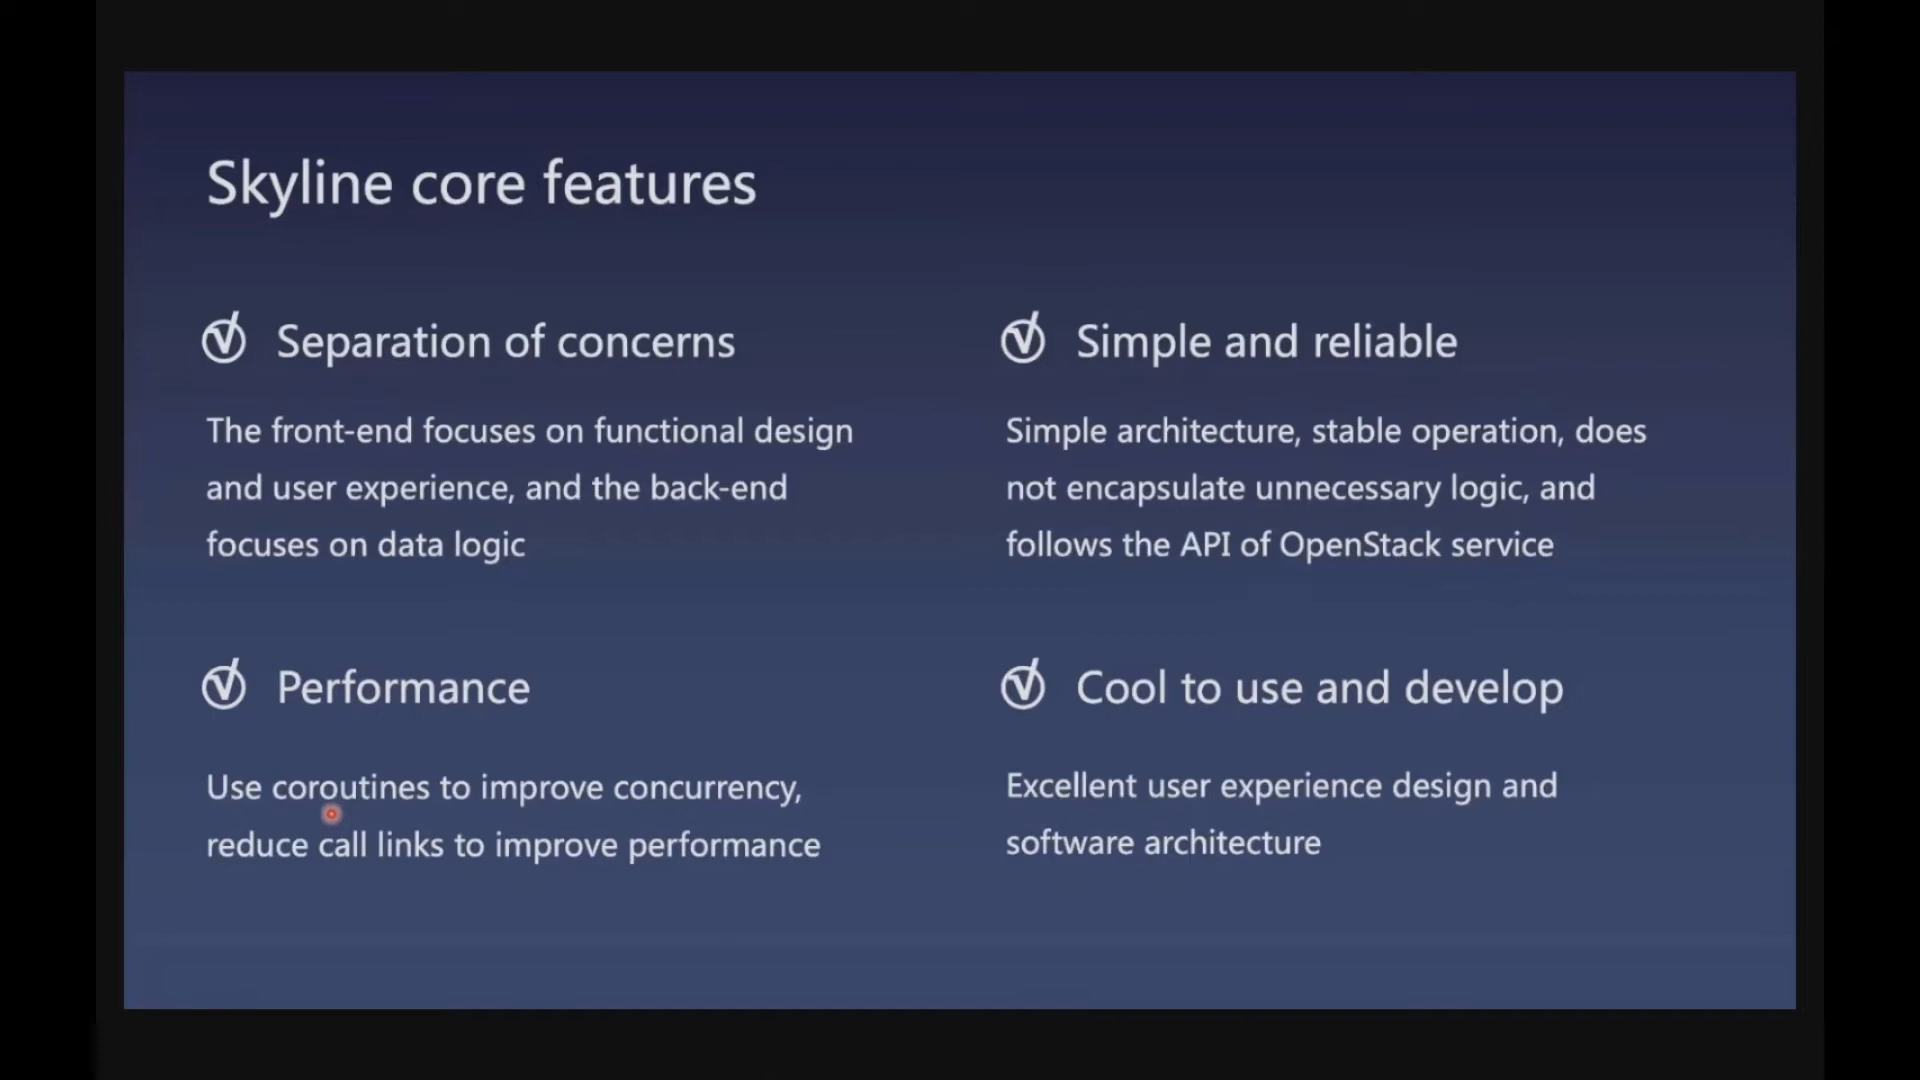 Skyline core features
Separation of concerns
The front-end focuses on functional design
and user experience, and the back-end
focuses on data logic
Simple and reliable
Simple architecture, stable operation, does
not encapsulate unnecessary logic, and
follows the API of OpenStack service
Performance
Use coroutines to improve concurrency,
reduce call links to improve performance
Cool to use and develop
Excellent user experience design and
software architecture